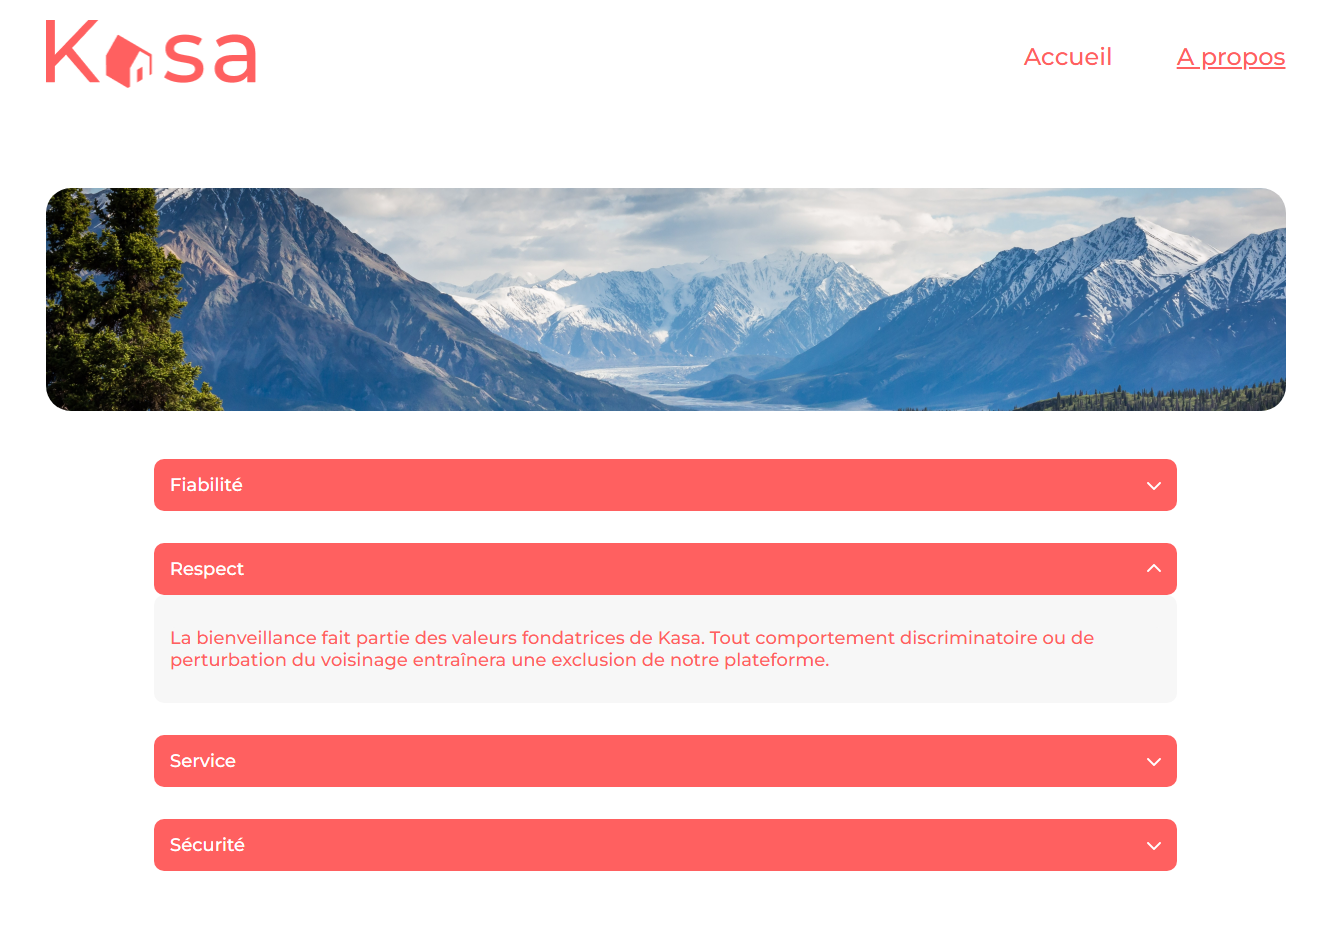 Kasa
Accueil
A propos
Fiabilité
Respect
La bienveillance fait partie des valeurs fondatrices de Kasa. Tout comportement discriminatoire ou de
perturbation du voisinage entraînera une exclusion de notre plateforme.
Service
Sécurité